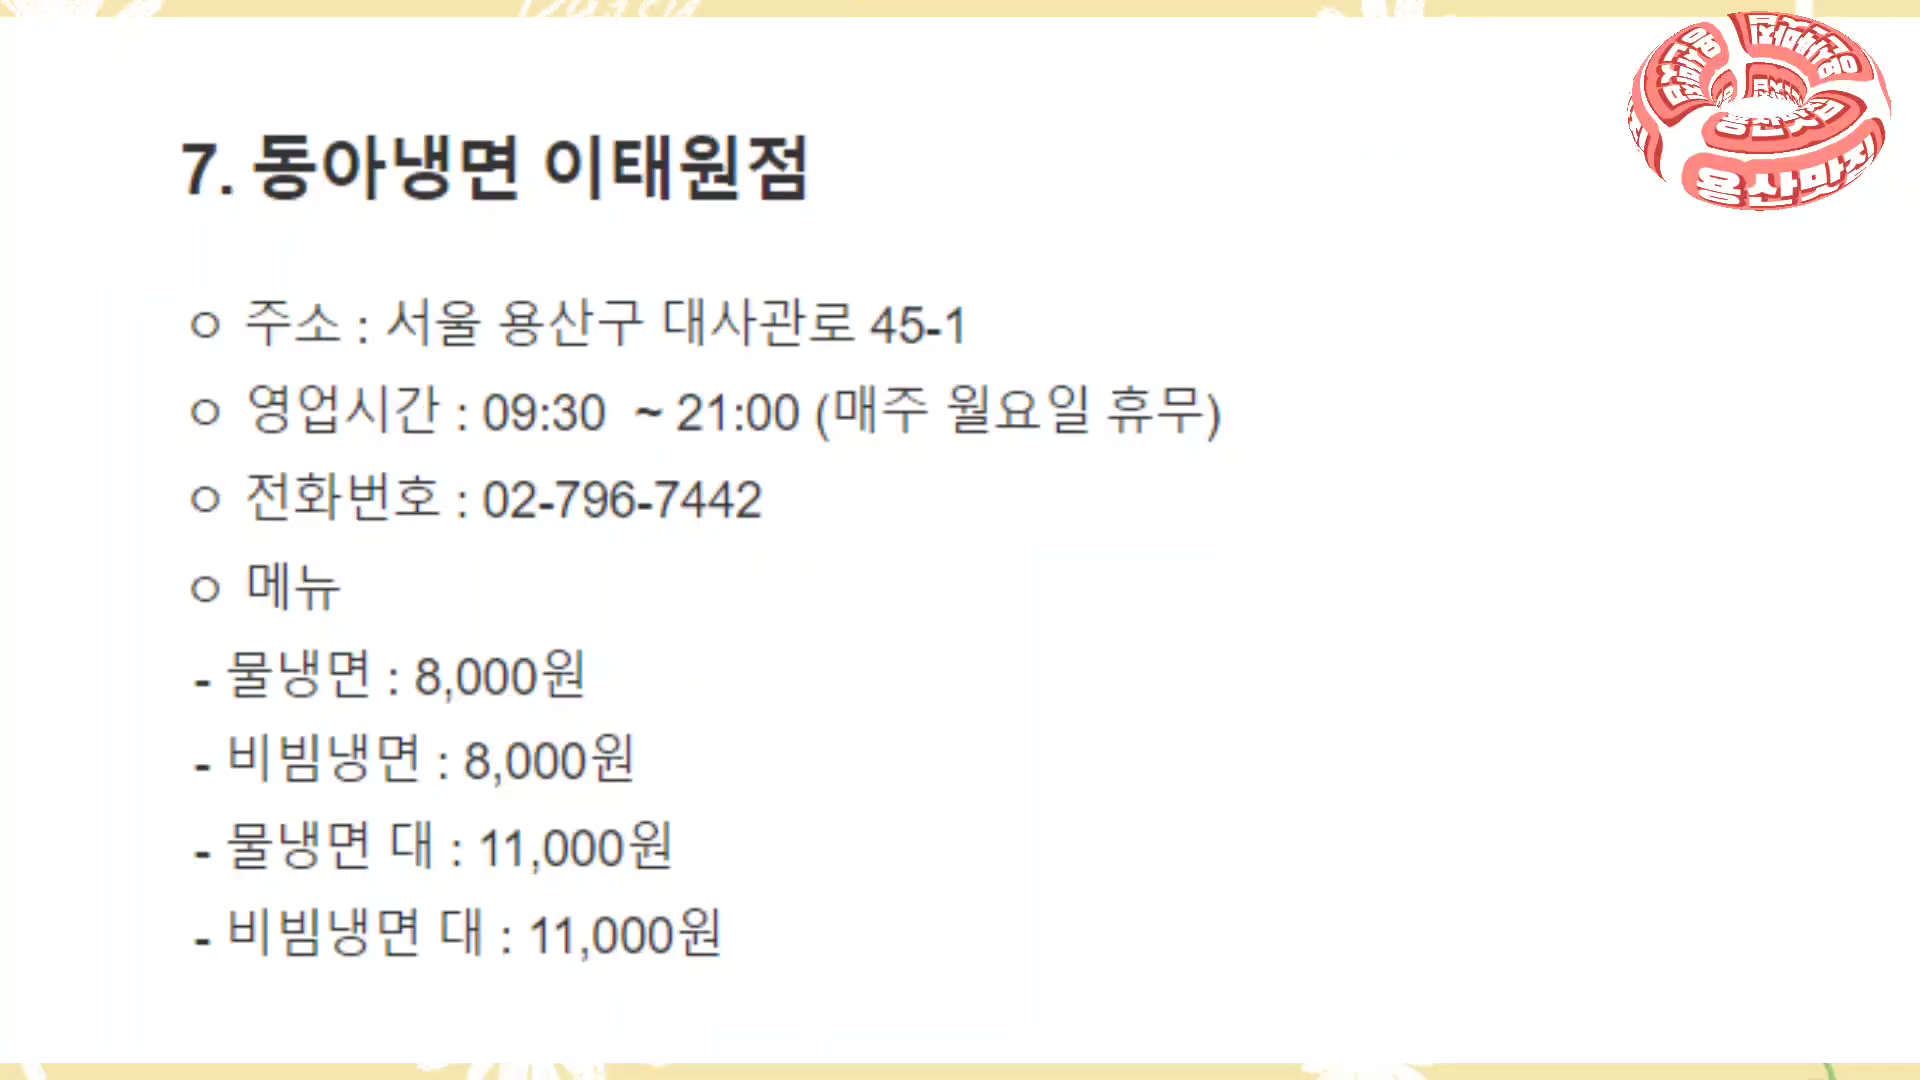 7. 동아냉면 이태원점
용산맛집
○ 주소 : 서울 용산구 대사관로 45-1
○ 영업시간 : 09:30 ~ 21:00 (매주 월요일 휴무)
○ 전화번호 : 02-796-7442
○ 메뉴
- 물냉면 : 8,000원
- 비빔냉면 : 8,000원
- 물냉면 대 : 11,000원
- 비빔냉면 대 : 11,000원